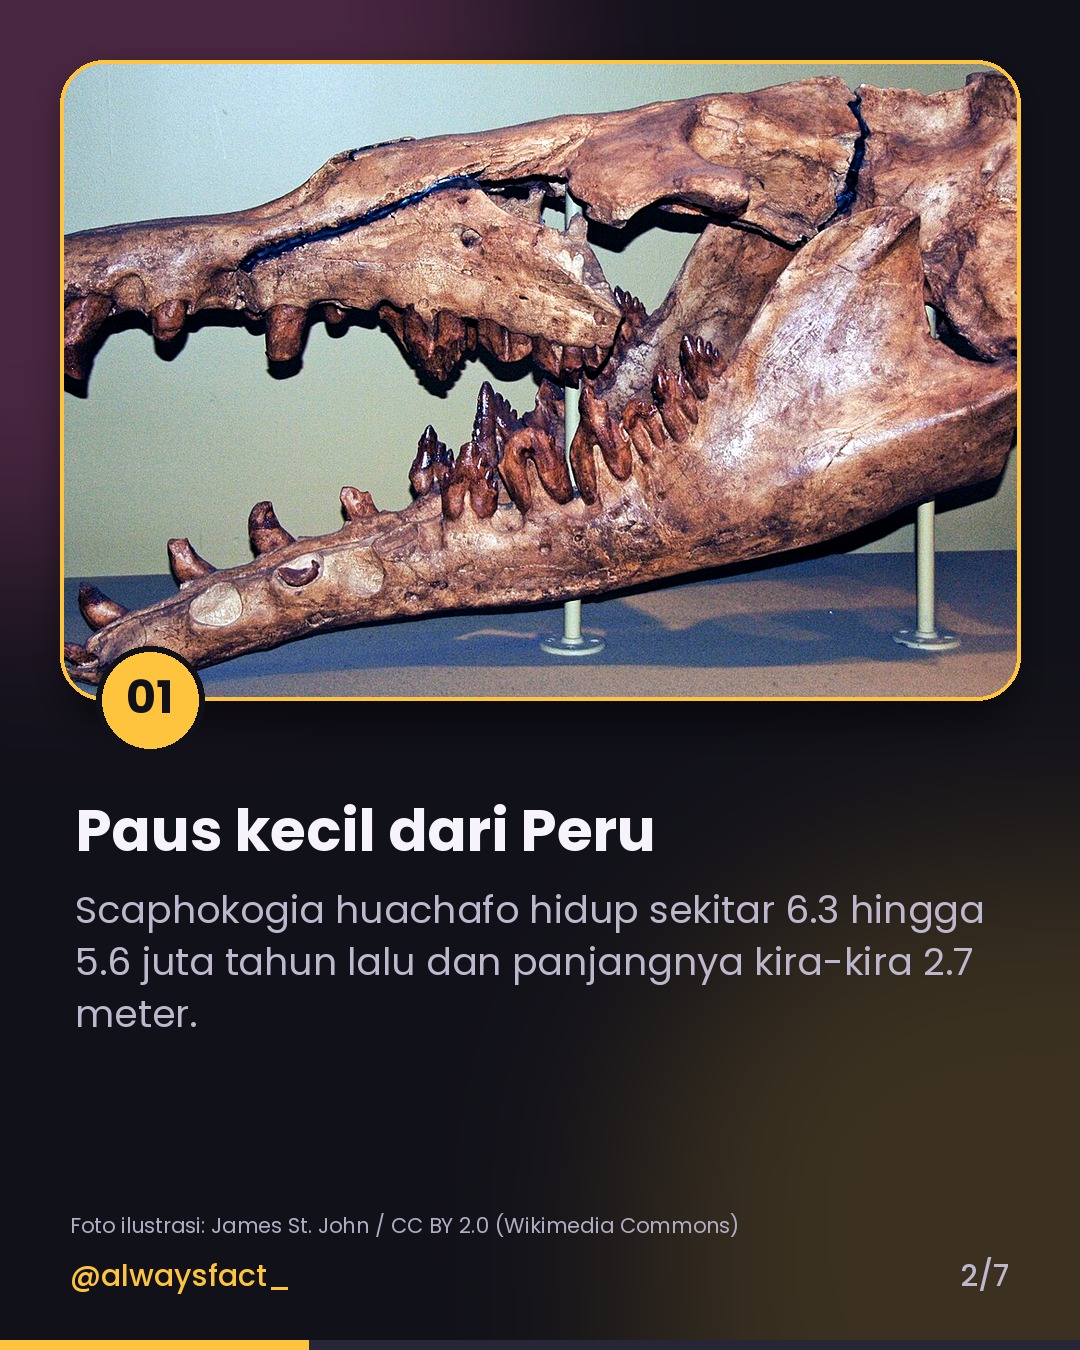 01
Paus kecil dari Peru
Scaphokogia huachafo hidup sekitar 6.3 hingga
5.6 juta tahun lalu dan panjangnya kira-kira 2.7
meter.
Foto ilustrasi: James St. John / CC BY 2.0 (Wikimedia Commons)
@alwaysfact_
2/7